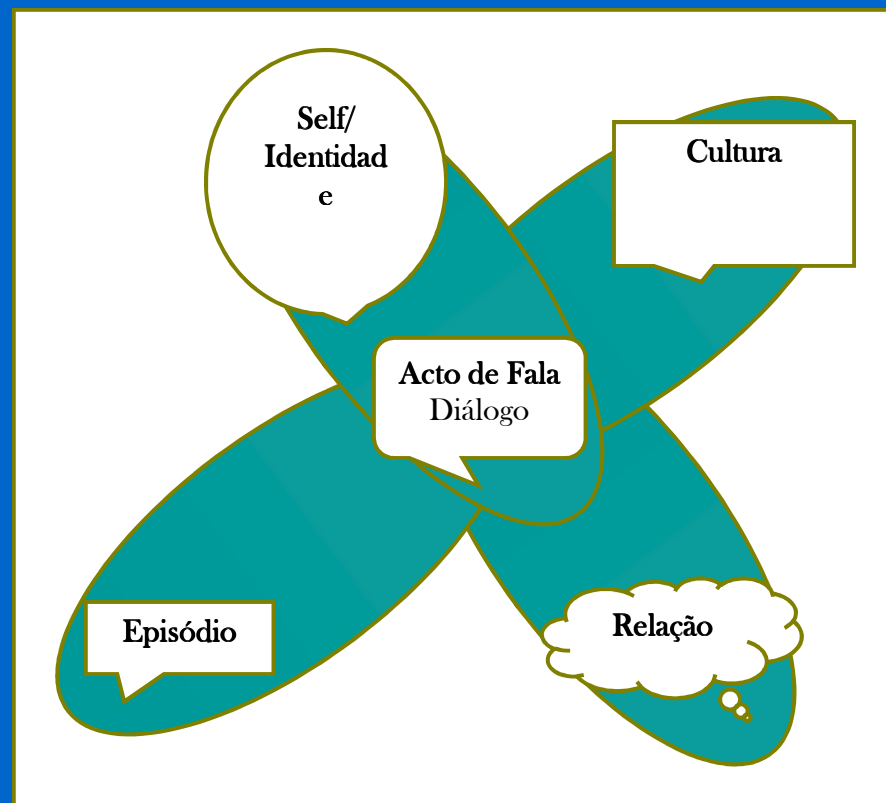 Self/
Identidad
e
Cultura
Acto de Fala
Diálogo
Episódio
Relação